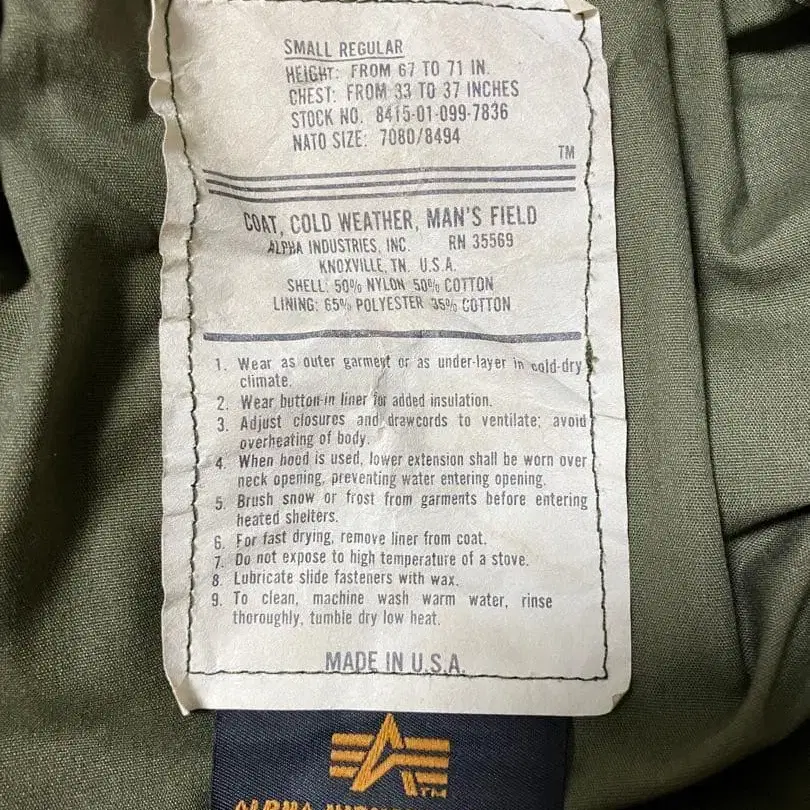 SMALL REGULAR
HEIGHT: FROM 67 TO 71 IN.
CHEST: FROM 33 TO 37 INCHES
STOCK NO. 8415-01-099-7836
NATO SIZE: 7080/8494
TM
COAT, COLD WEATHER, MAN'S FIELD
ALPHA INDUSTRIES, INC. RN 35569
KNOXVILLE, TN. U.S.A.
SHELL: 50% NYLON 50% COTTON
LINING: 65% POLYESTER 35% COTTON
1. Wear as outer garment or as under-layer in cold-dry
climate.
2. Wear button-in liner for added insulation.
3. Adjust closures and drawcords to ventilate; avoid
overheating of body.
4. When hood is used, lower extension shall be worn over
neck opening, preventing water entering opening.
5. Brush snow or frost from garments before entering
heated shelters.
6. For fast drying, remove liner from coat.
7. Do not expose to high temperature of a stove.
8. Lubricate slide fasteners with wax.
9. To clean, machine wash warm water, rinse
thoroughly, tumble dry low heat.
MADE IN U.S.A.
TM
ALPHA